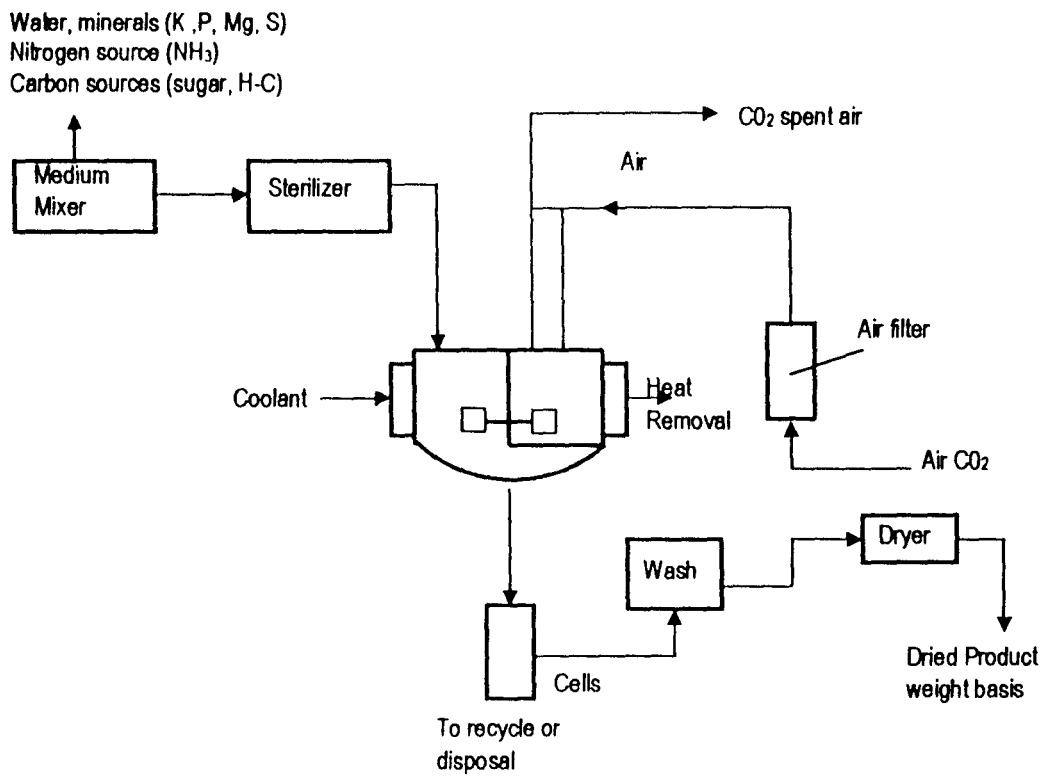 Water, minerals (K ,P, Mg, S)
Nitrogen source (NH₃)
Carbon sources (sugar, H-C)
CO₂ spent air
Air
Medium
Mixer
Sterilizer
Air filter
Coolant
Heat
Removal
Air CO₂
Dryer
Wash
Cells
Dried Product
weight basis
To recycle or
disposal